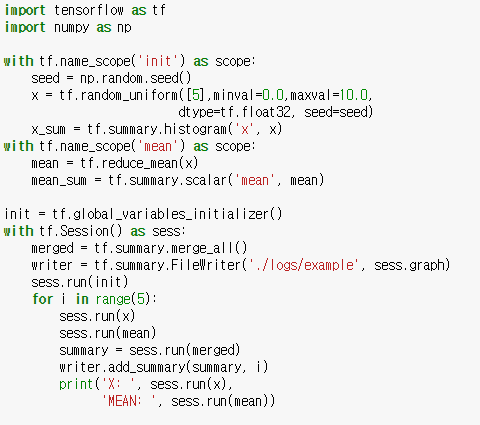 import tensorflow as tf
import numpy as np

with tf.name_scope('init') as scope:
    seed = np.random.seed()
    x = tf.random_uniform([5],minval=0.0,maxval=10.0,
                         dtype=tf.float32, seed=seed)
    x_sum = tf.summary.histogram('x', x)
with tf.name_scope('mean') as scope:
    mean = tf.reduce_mean(x)
    mean_sum = tf.summary.scalar('mean', mean)

init = tf.global_variables_initializer()
with tf.Session() as sess:
    merged = tf.summary.merge_all()
    writer = tf.summary.FileWriter('./logs/example', sess.graph)
    sess.run(init)
    for i in range(5):
        sess.run(x)
        sess.run(mean)
        summary = sess.run(merged)
        writer.add_summary(summary, i)
        print('X: ', sess.run(x),
              'MEAN: ', sess.run(mean))